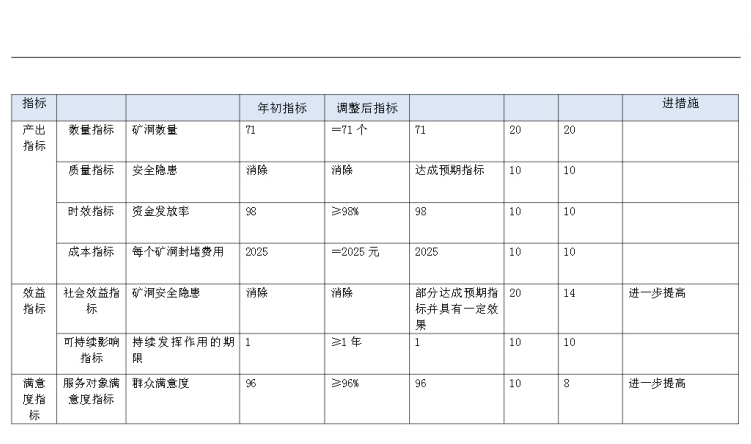 指标 年初指标 调整后指标 进措施
产出指标 数量指标 矿洞数量 71 =71 个 71 20 20
质量指标 安全隐患 消除 消除 达成预期指标 10 10
时效指标 资金发放率 98 ≥98% 98 10 10
成本指标 每个矿洞封堵费用 2025 =2025 元 2025 10 10
效益指标 社会效益指标 矿洞安全隐患 消除 消除 部分达成预期指标并具有一定效果 20 14 进一步提高
可持续影响指标 持续发挥作用的期限 1 ≥1 年 1 10 10
满意度指标 服务对象满意度指标 群众满意度 96 ≥96% 96 10 8 进一步提高